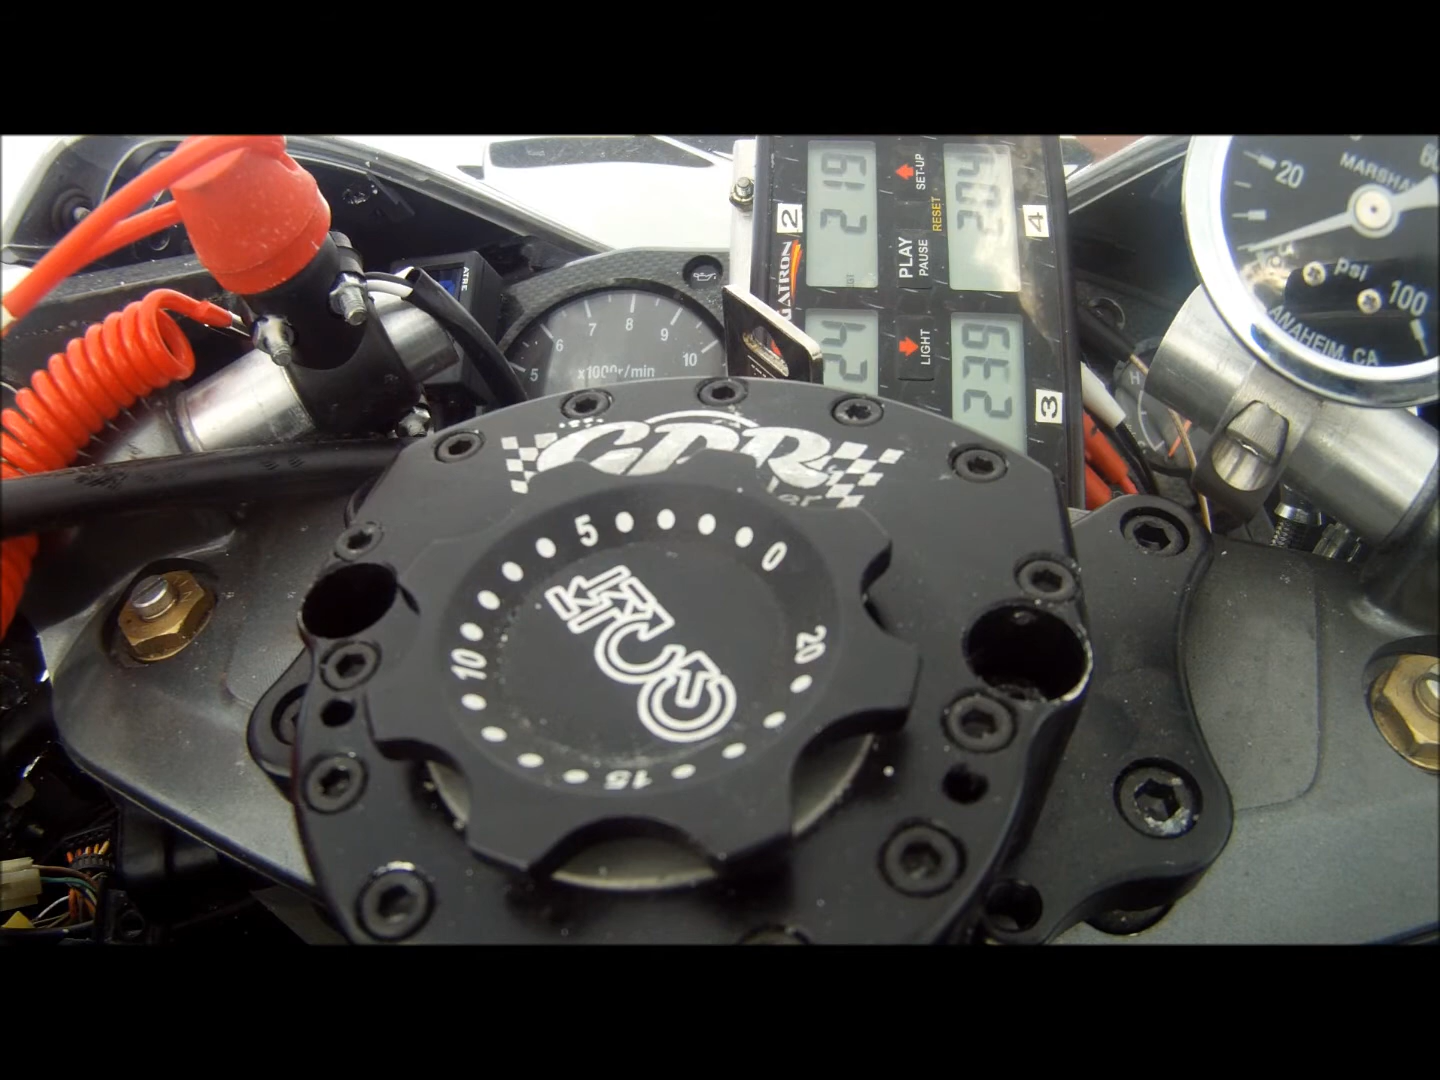 219
SET-UP
204
2
RESET
4
PLAY
PAUSE
LIGHT
24
239
3
20
60
MARSHA
psi
100
ANAHEIM, CA
5
6
7
8
9
10
x1000r/min
ATRE
H
GPR
5
0
10
20
15